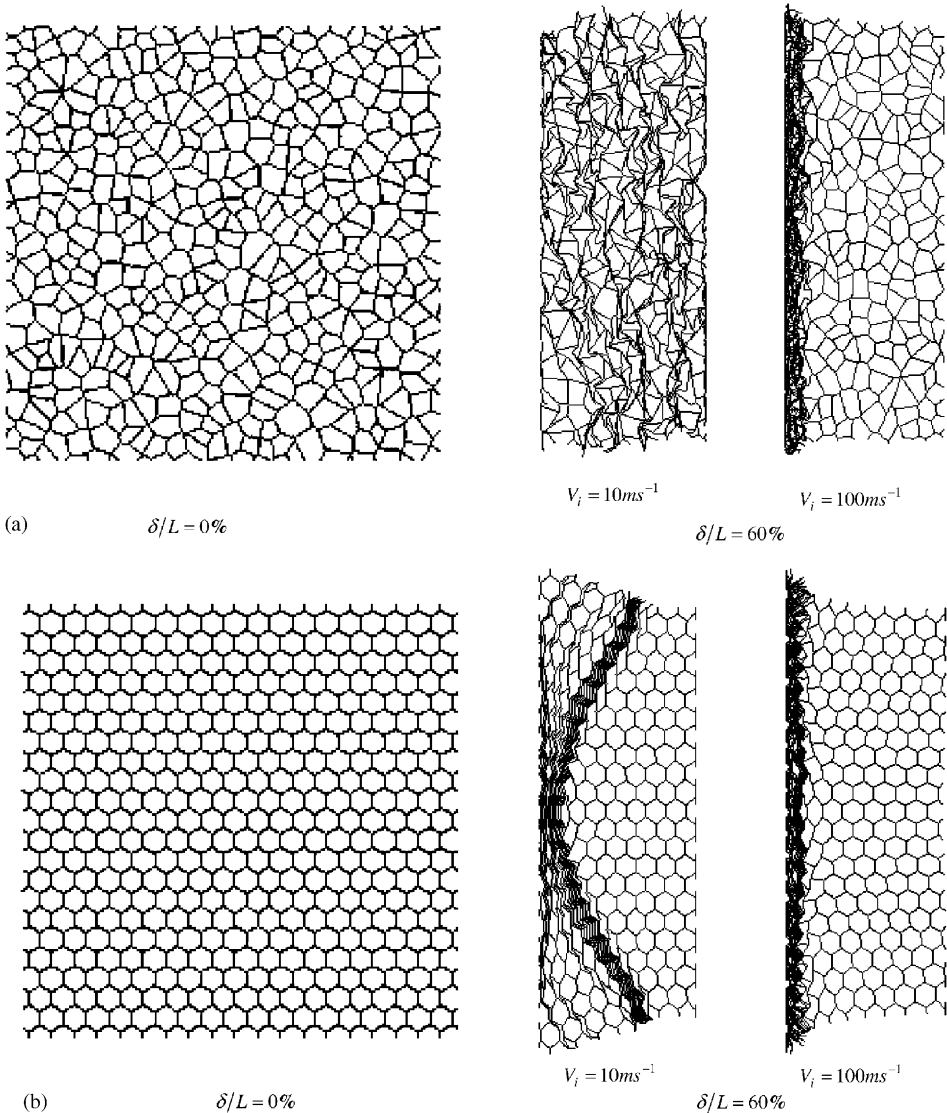 V_i = 10ms⁻¹
V_i = 100ms⁻¹
(a)
δ/L = 0%
δ/L = 60%
V_i = 10ms⁻¹
V_i = 100ms⁻¹
(b)
δ/L = 0%
δ/L = 60%